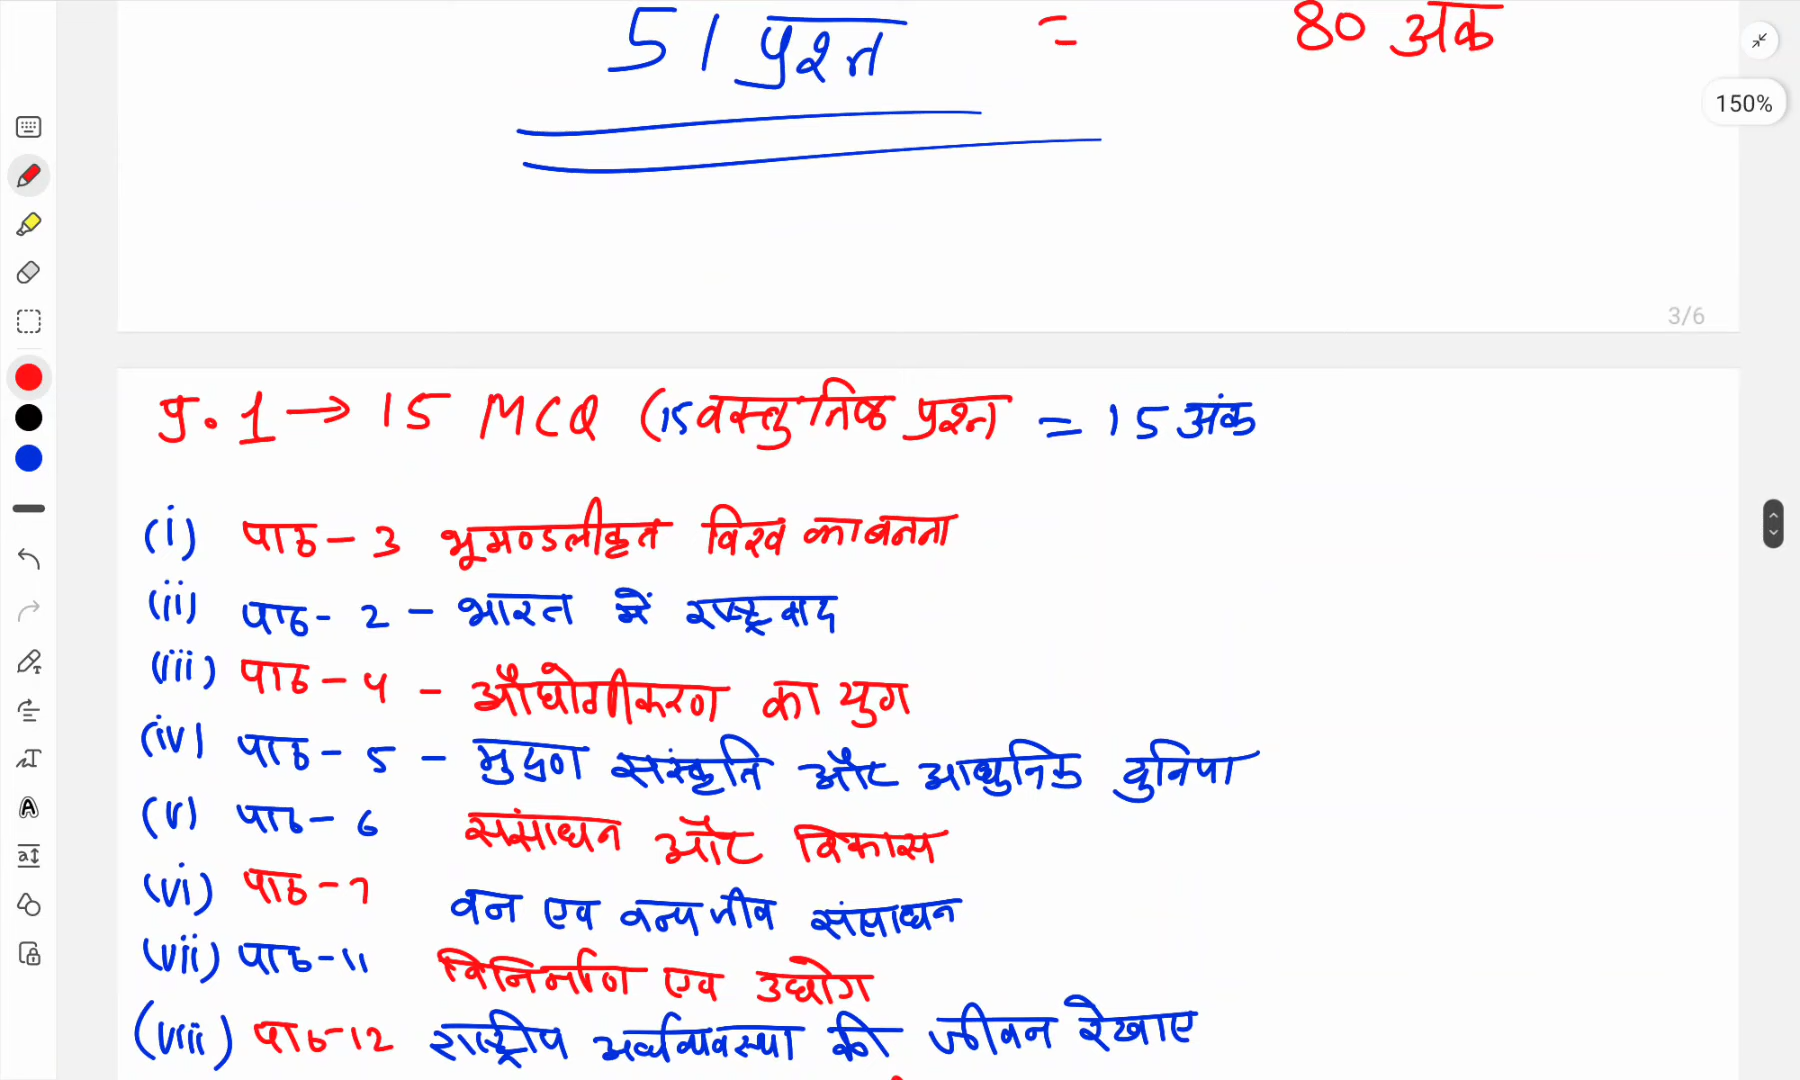 51 प्रश्न = 80 अंक
150%
3/6
प्र. 1 → 15 MCQ (15 वस्तुनिष्ठ प्रश्न) = 15 अंक
(i) पाठ - 3 भूमण्डलीकृत विश्व का बनना
(ii) पाठ - 2 - भारत में राष्ट्रवाद
(iii) पाठ - 4 - औधोगीकरण का युग
(iv) पाठ - 5 - मुद्रण संस्कृति और आधुनिक दुनिया
(v) पाठ - 6 संसाधन और विकास
(vi) पाठ - 7 वन एव वन्य जीव संसाधन
(vii) पाठ - 11 विनिर्माण एव उद्योग
(viii) पाठ - 12 राष्ट्रीय अर्थव्यवस्था की जीवन रेखाए